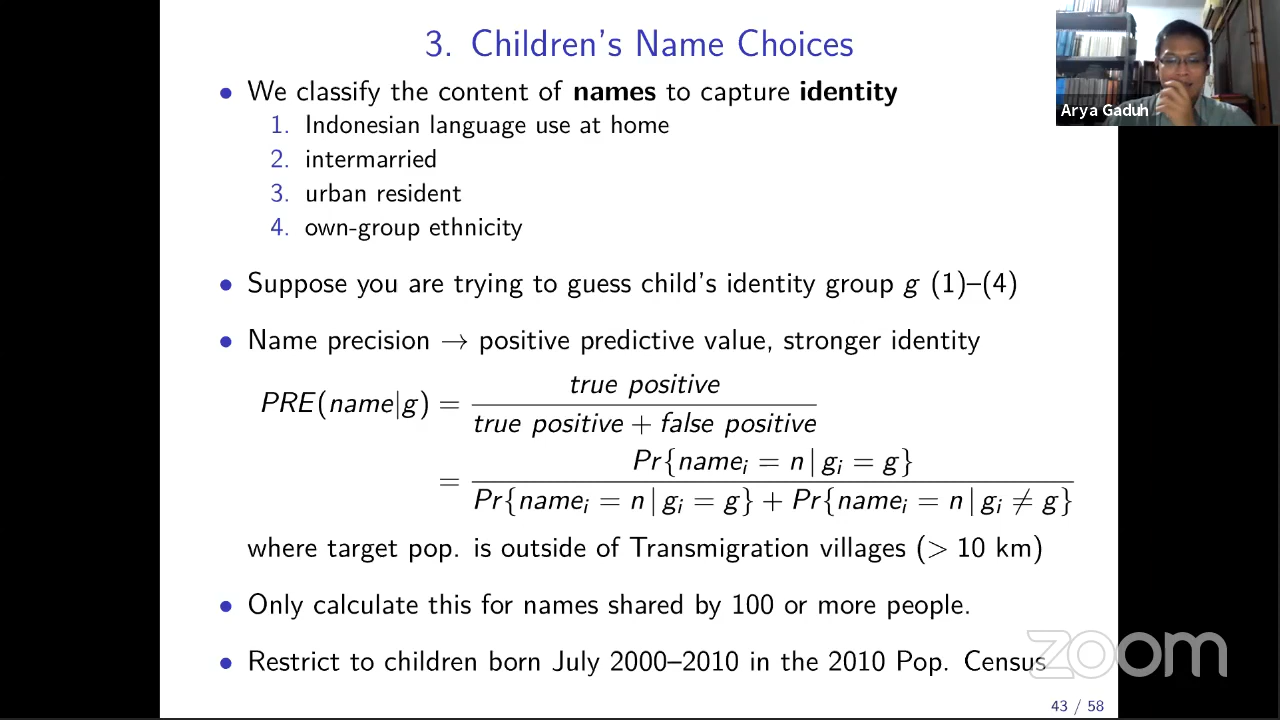 3. Children's Name Choices
• We classify the content of names to capture identity
1. Indonesian language use at home
2. intermarried
3. urban resident
4. own-group ethnicity
• Suppose you are trying to guess child's identity group g (1)–(4)
• Name precision → positive predictive value, stronger identity
PRE(name|g) = true positive / true positive + false positive
= Pr{name_i = n | g_i = g} / Pr{name_i = n | g_i = g} + Pr{name_i = n | g_i ≠ g}
where target pop. is outside of Transmigration villages (> 10 km)
• Only calculate this for names shared by 100 or more people.
• Restrict to children born July 2000–2010 in the 2010 Pop. Census
43 / 58
Arya Gaduh
zoom